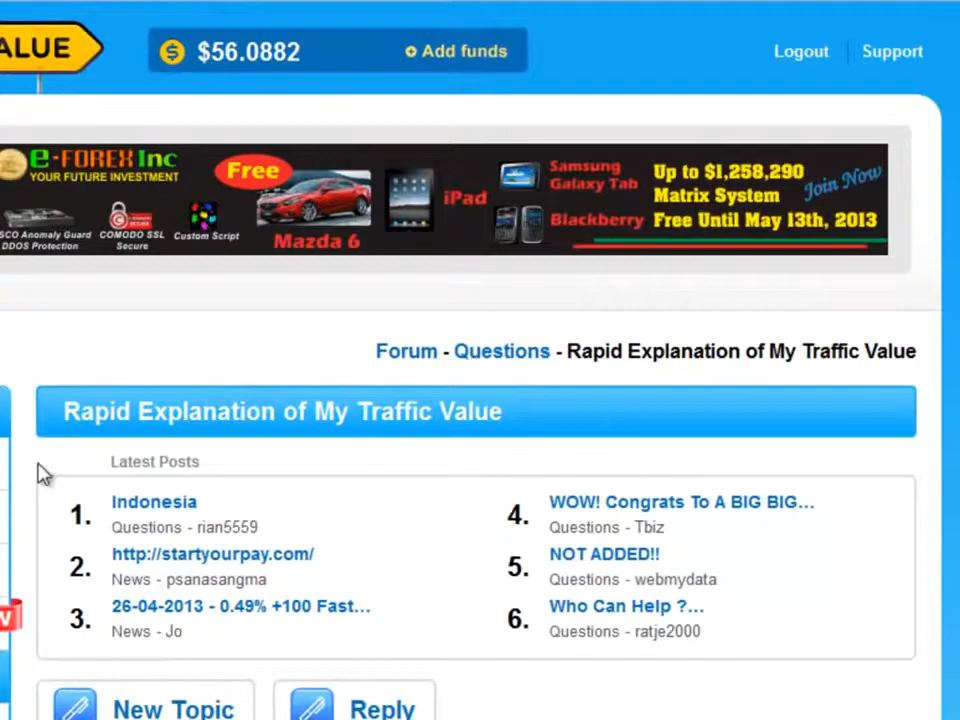 ALUE
$56.0882
Add funds
Logout
Support
e-FOREX Inc
YOUR FUTURE INVESTMENT
SCO Anomaly Guard
DDOS Protection
COMODO SSL
Secure
Custom Script
Free
Mazda 6
iPad
Samsung
Galaxy Tab
Blackberry
Up to $1,258,290
Matrix System
Free Until May 13th, 2013
Join Now
Forum - Questions - Rapid Explanation of My Traffic Value
Rapid Explanation of My Traffic Value
Latest Posts
1. Indonesia
Questions - rian5559
2. http://startyourpay.com/
News - psanasangma
3. 26-04-2013 - 0.49% +100 Fast...
News - Jo
4. WOW! Congrats To A BIG BIG...
Questions - Tbiz
5. NOT ADDED!!
Questions - webmydata
6. Who Can Help ?...
Questions - ratje2000
W
New Topic
Reply